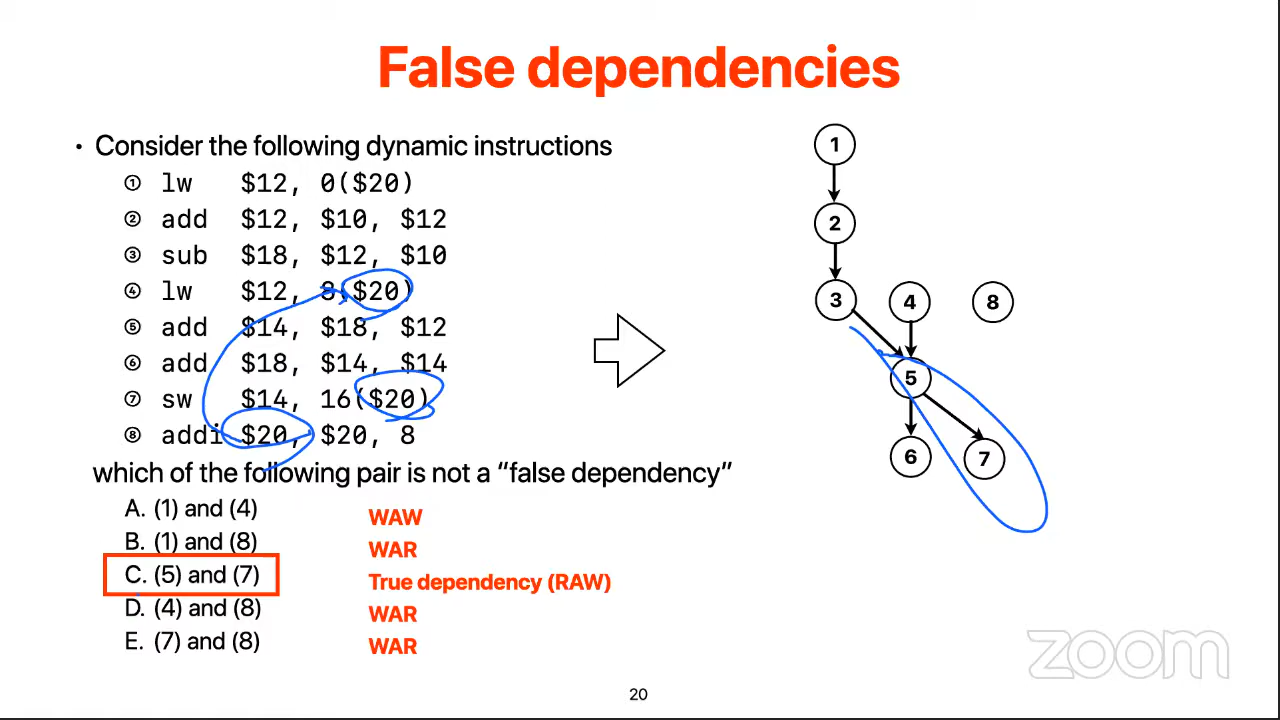 False dependencies
• Consider the following dynamic instructions
① lw $12, 0($20)
② add $12, $10, $12
③ sub $18, $12, $10
④ lw $12, 8($20)
⑤ add $14, $18, $12
⑥ add $18, $14, $14
⑦ sw $14, 16($20)
⑧ addi $20, $20, 8
which of the following pair is not a “false dependency”
A. (1) and (4) WAW
B. (1) and (8) WAR
C. (5) and (7) True dependency (RAW)
D. (4) and (8) WAR
E. (7) and (8) WAR
1
2
3 4 8
5
6 7
zoom
20